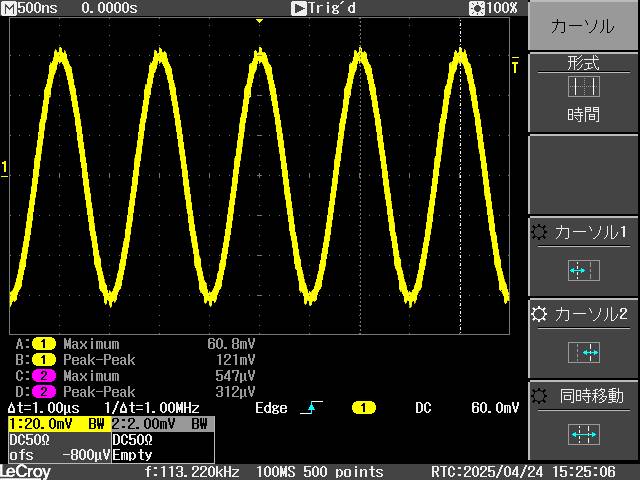 M 500ns 0.0000s Trig'd 100%
カーソル
形式
時間
T
1
カーソル1
カーソル2
同時移動
A: 1 Maximum 60.8mV
B: 1 Peak-Peak 121mV
C: 2 Maximum 547μV
D: 2 Peak-Peak 312μV
Δt=1.00μs 1/Δt=1.00MHz Edge 1 DC 60.0mV
1:20.0mV BW 2:2.00mV BW
DC50Ω DC50Ω
ofs -800μV Empty
LeCroy f:113.220kHz 100MS 500 points RTC:2025/04/24 15:25:06